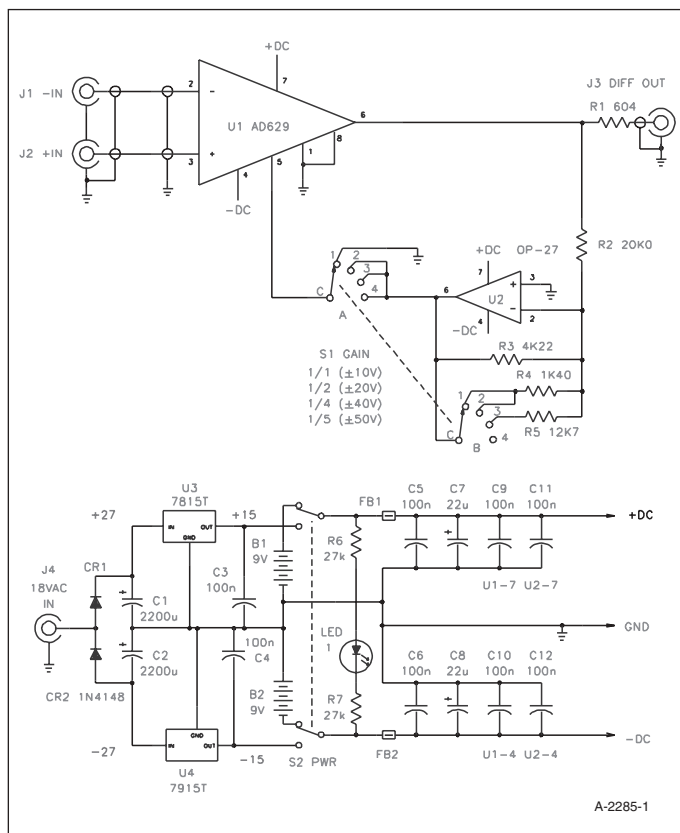 +DC
J3 DIFF OUT
J1 -IN
2
-
7
R1 604
U1 AD629
6
J2 +IN
3
+
4
5
1
8
-DC
+DC OP-27
R2 20K0
1
2
3
4
C
A
6
7
U2
4
+
-
3
2
-DC
S1 GAIN
1/1 (±10V)
1/2 (±20V)
1/4 (±40V)
1/5 (±50V)
R3 4K22
R4 1K40
R5 12K7
1
2
3
4
C
B
U3
7815T
+27
+15
IN
OUT
GND
J4
18VAC
IN
CR1
C1
2200u
C2
2200u
CR2 1N4148
C3
100n
100n
C4
B1
9V
B2
9V
GND
IN
OUT
-27
-15
U4
7915T
S2 PWR
FB1
R6
27k
LED
1
R7
27k
FB2
C5
100n
C7
22u
C9
100n
C11
100n
+DC
U1-7 U2-7
GND
C6
100n
C8
22u
C10
100n
C12
100n
-DC
U1-4 U2-4
A-2285-1